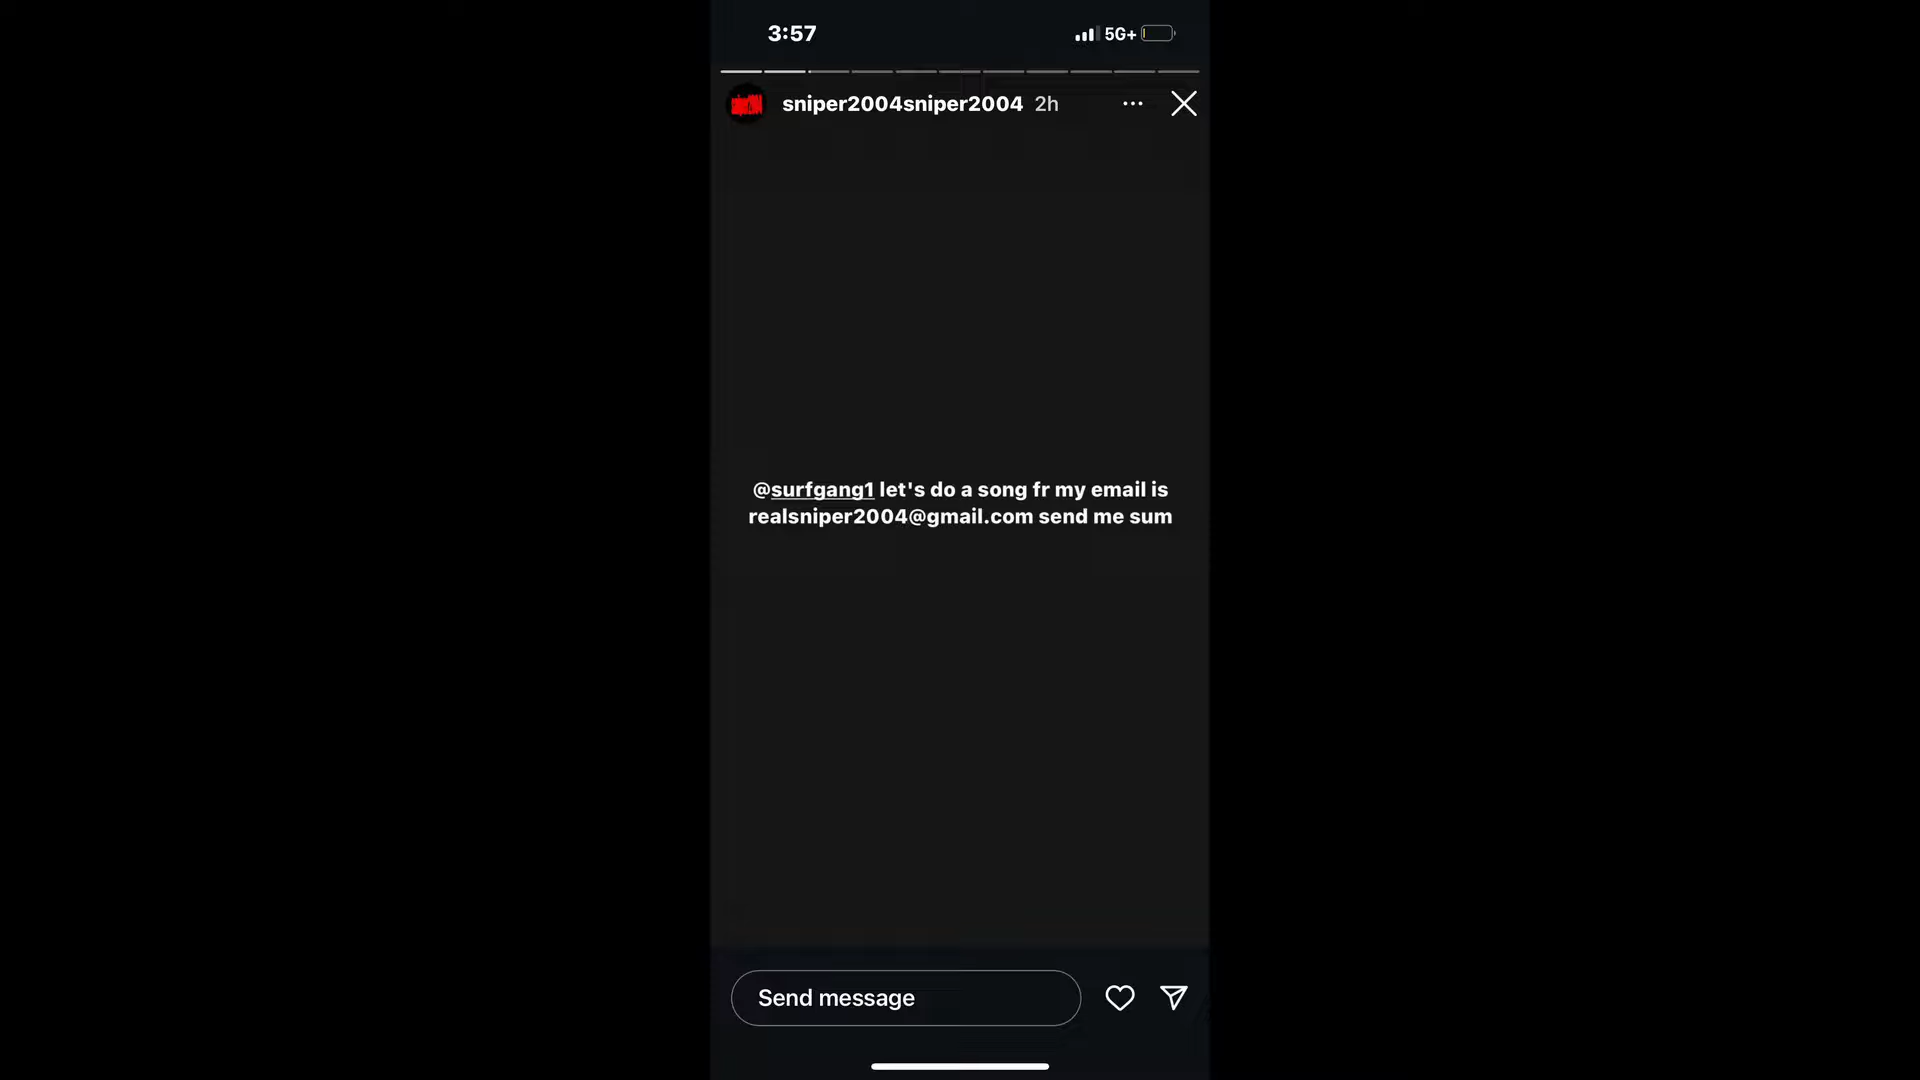 3:57 5G+
sniper2004sniper2004 2h
@surfgang1 let's do a song fr my email is
realsniper2004@gmail.com send me sum
Send message